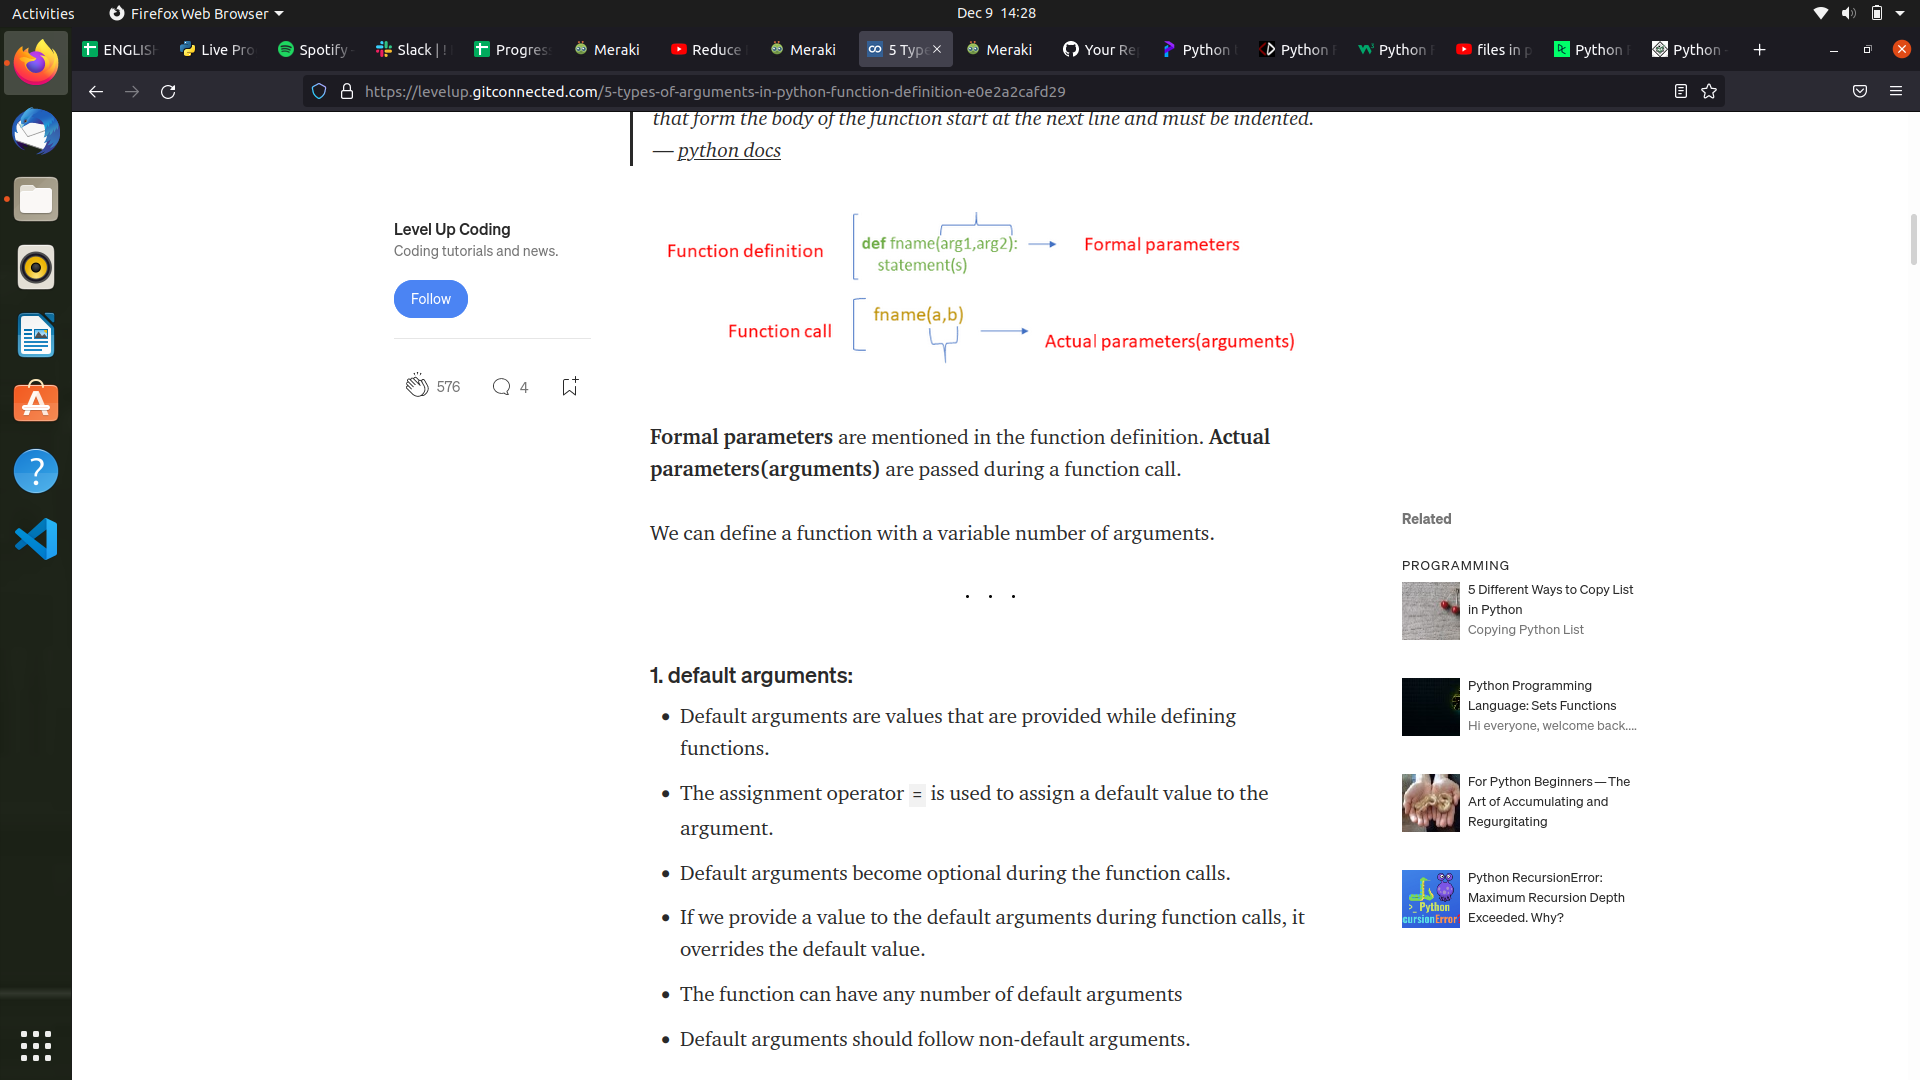 Activities
Firefox Web Browser
Dec 9 14:28
ENGLISH
Live Pro
Spotify
Slack | !
Progres
Meraki
Reduce
Meraki
5 Type
Meraki
Your Re
Python
Python
Python
files in p
Python
Python
https://levelup.gitconnected.com/5-types-of-arguments-in-python-function-definition-e0e2a2cafd29
that form the body of the function start at the next line and must be indented.
— python docs
Level Up Coding
Coding tutorials and news.
Follow
576
4
Function definition
def fname(arg1,arg2):
statement(s)
Formal parameters
Function call
fname(a,b)
Actual parameters(arguments)
Formal parameters are mentioned in the function definition. Actual
parameters(arguments) are passed during a function call.
We can define a function with a variable number of arguments.
. . .
1. default arguments:
• Default arguments are values that are provided while defining
functions.
• The assignment operator = is used to assign a default value to the
argument.
• Default arguments become optional during the function calls.
• If we provide a value to the default arguments during function calls, it
overrides the default value.
• The function can have any number of default arguments
• Default arguments should follow non-default arguments.
Related
PROGRAMMING
5 Different Ways to Copy List
in Python
Copying Python List
Python Programming
Language: Sets Functions
Hi everyone, welcome back....
For Python Beginners — The
Art of Accumulating and
Regurgitating
>_ Python
cursionError
Python RecursionError:
Maximum Recursion Depth
Exceeded. Why?